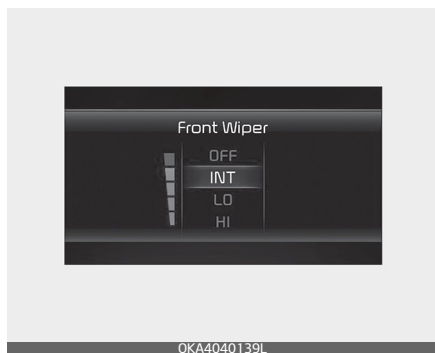 Front Wiper
OFF
INT
LO
HI
OKA4040139L